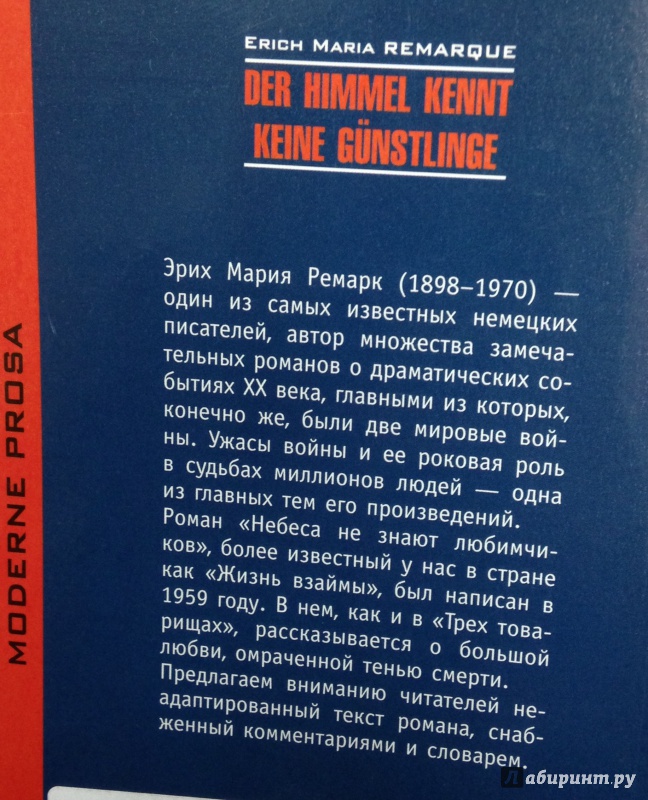 ERICH MARIA REMARQUE
DER HIMMEL KENNT
KEINE GÜNSTLINGE
Эрих Мария Ремарк (1898–1970) —
один из самых известных немецких
писателей, автор множества замеча-
тельных романов о драматических со-
бытиях XX века, главными из которых,
конечно же, были две мировые вой-
ны. Ужасы войны и ее роковая роль
в судьбах миллионов людей — одна
из главных тем его произведений.
Роман «Небеса не знают любимчи-
ков», более известный у нас в стране
как «Жизнь взаймы», был написан в
1959 году. В нем, как и в «Трех това-
рищах», рассказывается о большой
любви, омраченной тенью смерти.
Предлагаем вниманию читателей не-
адаптированный текст романа, снаб-
женный комментариями и словарем.
MODERNE PROSA
Лабиринт.ру